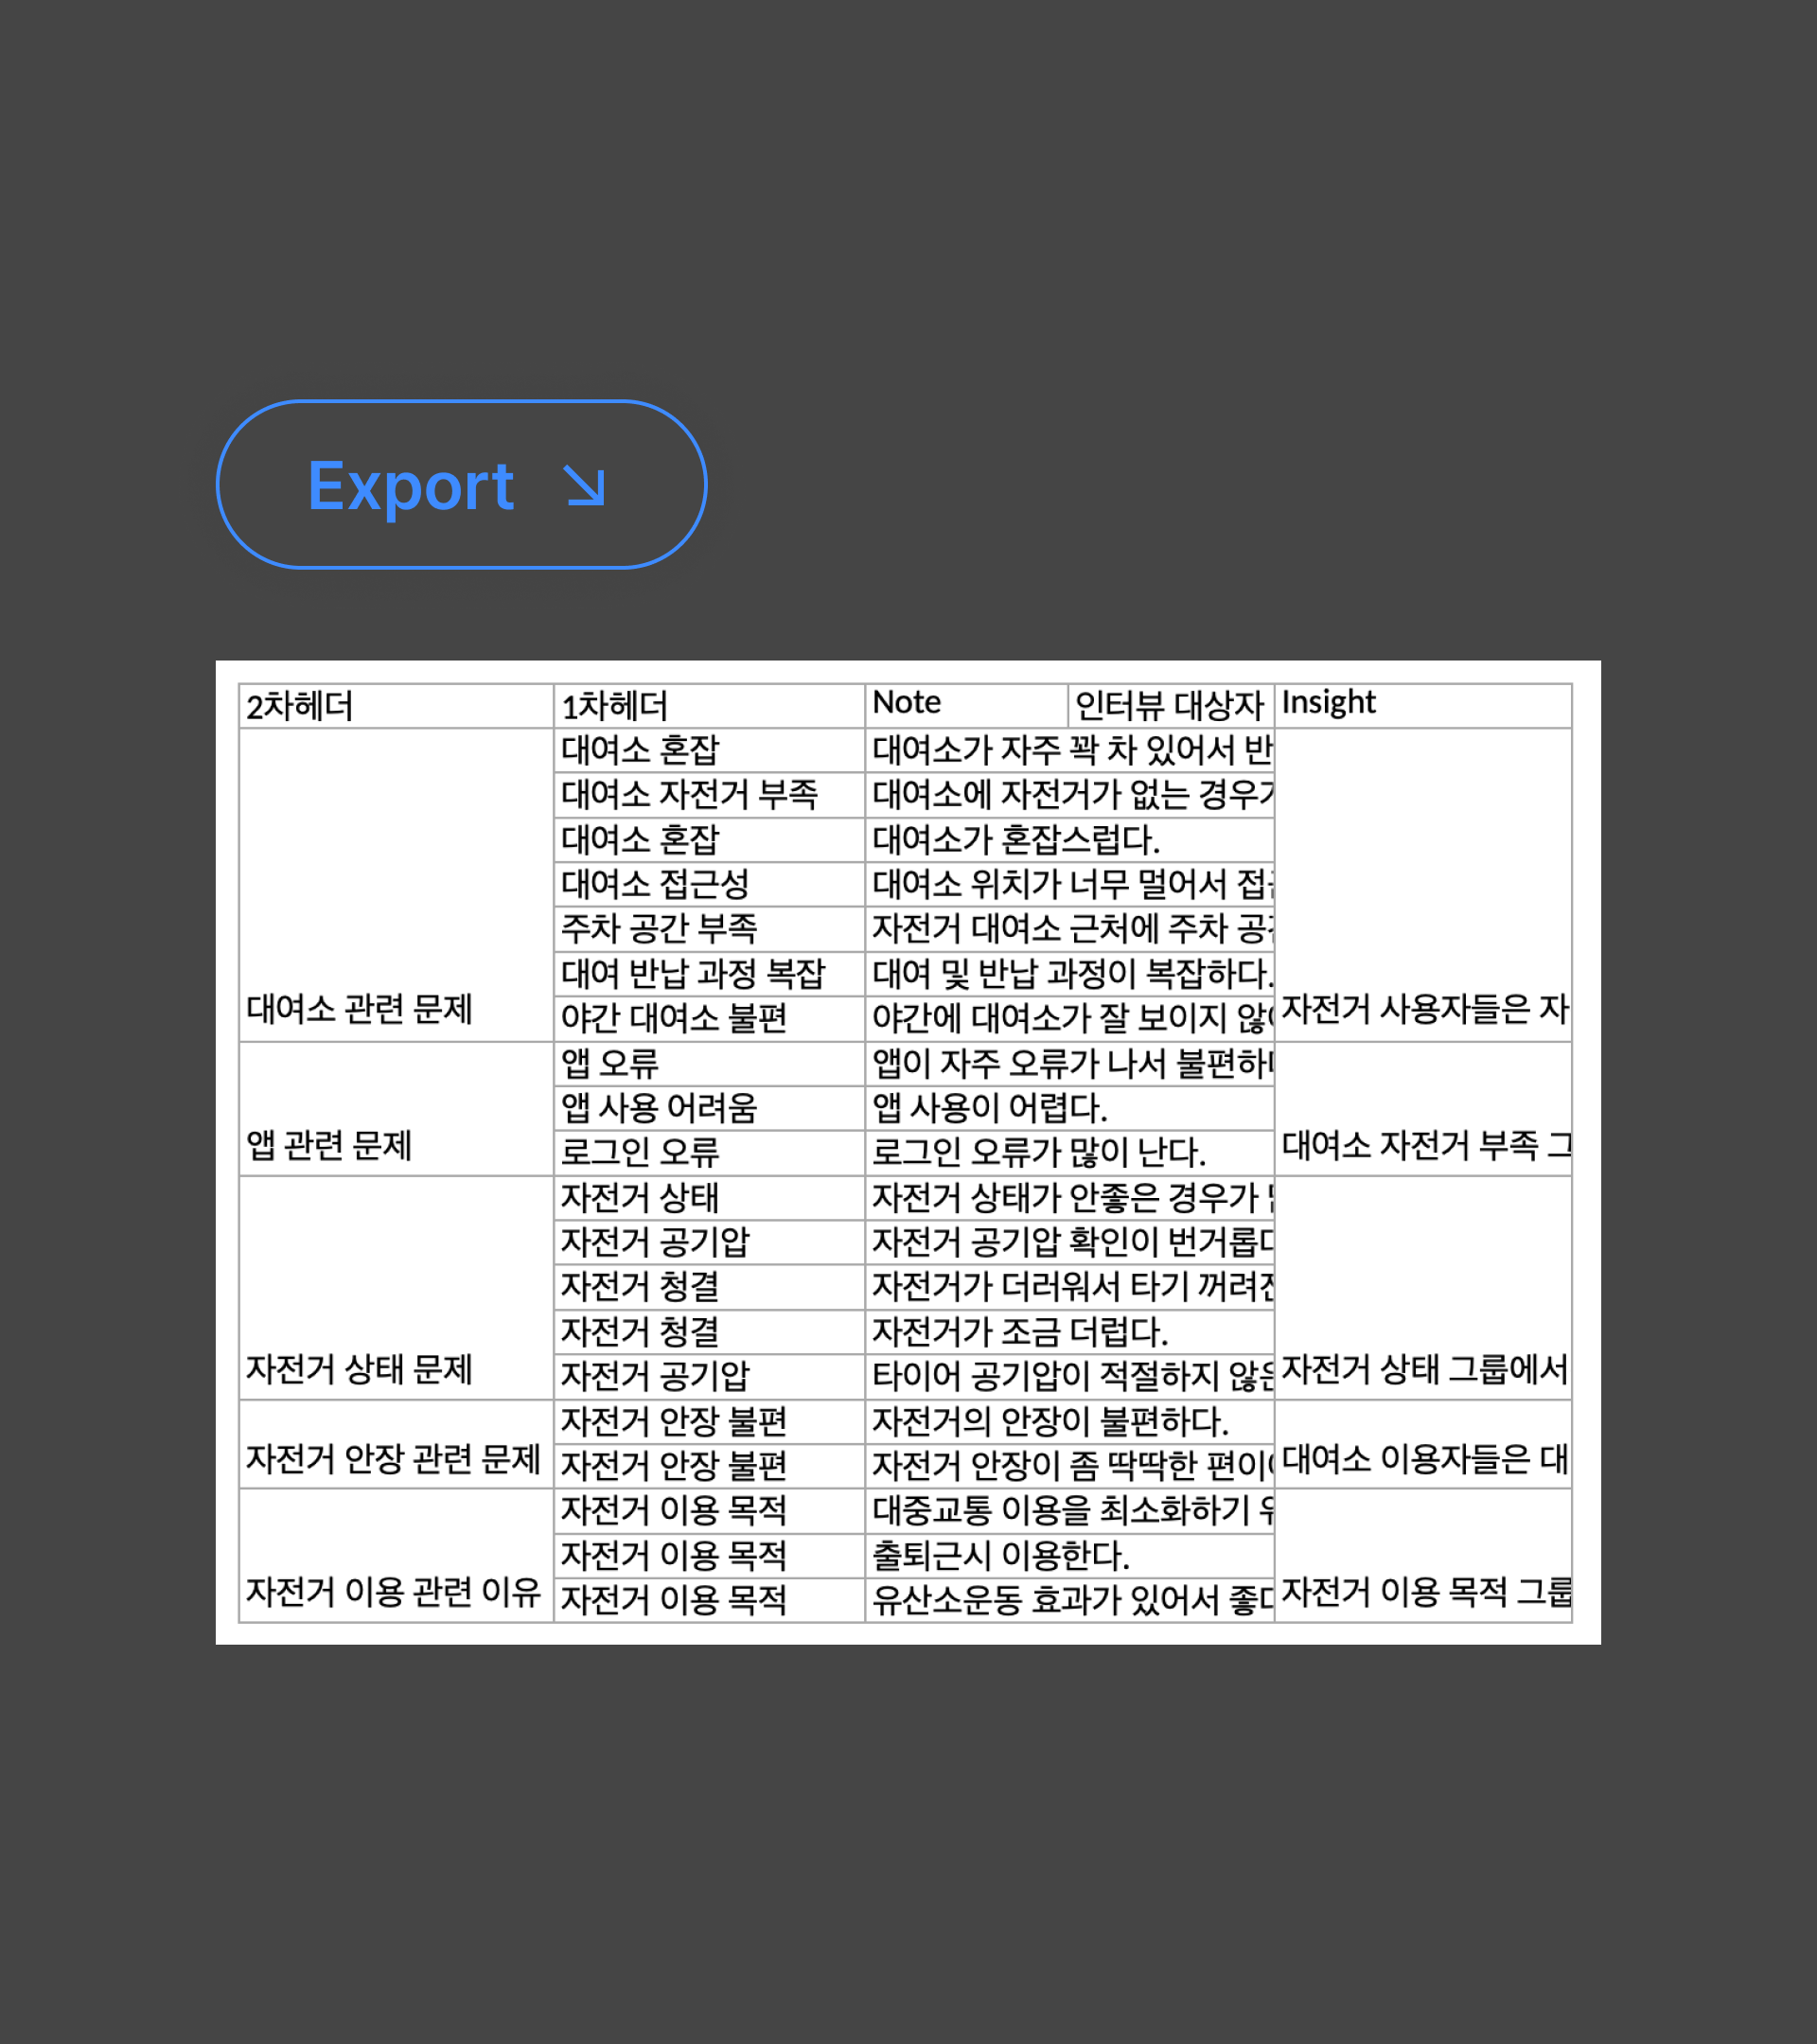 Export
2차헤더 1차헤더 Note 인터뷰 대상자 Insight
대여소 혼잡 대여소가 자주 꽉 차 있어서 반
대여소 자전거 부족 대여소에 자전거가 없는 경우
대여소 혼잡 대여소가 혼잡스럽다.
대여소 접근성 대여소 위치가 너무 멀어서
주차 공간 부족 자전거 대여소 근처에 주차
대여 반납 과정 복잡 대여 및 반납 과정이 복잡하다.
대여소 관련 문제 야간 대여소 불편 야간에 대여소가 잘 보이지 자전거 사용자들은 자
앱 오류 앱이 자주 오류가 나서
앱 사용 어려움 앱 사용이 어렵다.
앱 관련 문제 로그인 오류 로그인 오류가 많이 난다. 대여소 자전거 부족
자전거 상태 자전거 상태가 안좋은 경우가
자전거 공기압 자전거 공기압 확인이
자전거 청결 자전거가 더러워서 타기
자전거 청결 자전거가 조금 더럽다.
자전거 상태 문제 자전거 공기압 타이어 공기압이 적절하지 자전거 상태 그룹에서
자전거 안장 불편 자전거의 안장이 불편하다.
자전거 안장 관련 문제 자전거 안장 불편 자전거 안장이 좀 딱딱한 대여소 이용자들은 대
자전거 이용 목적 대중교통 이용을 최소화하기
자전거 이용 목적 출퇴근시 이용한다.
자전거 이용 관련 이유 자전거 이용 목적 유산소운동 효과가 있어서 자전거 이용 목적